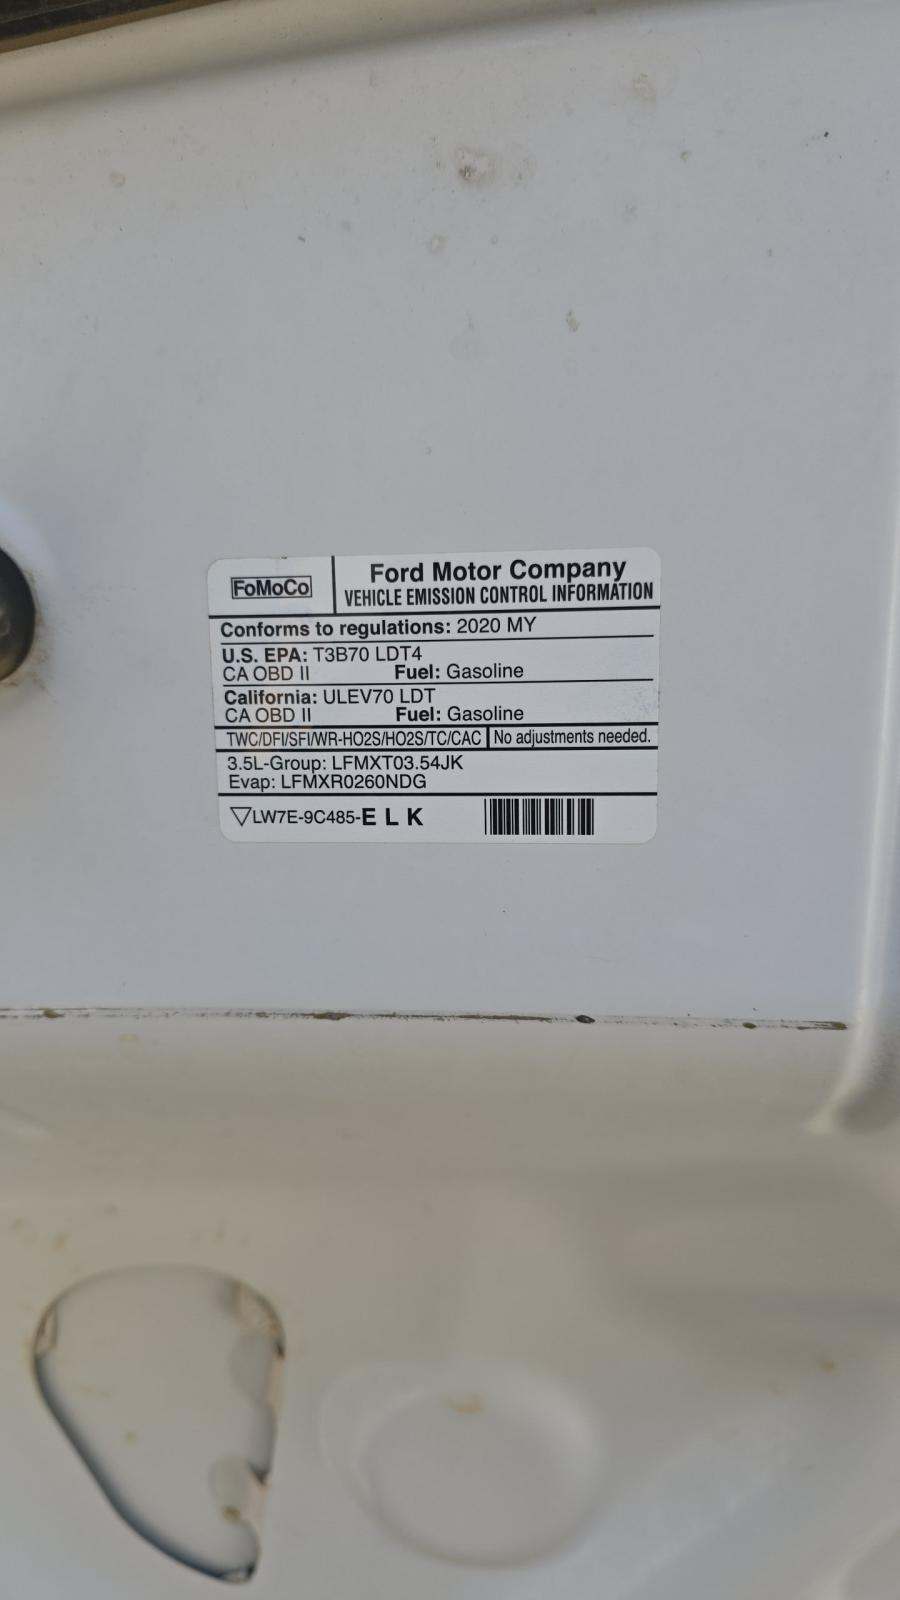 FoMoCo
Ford Motor Company
VEHICLE EMISSION CONTROL INFORMATION
Conforms to regulations: 2020 MY
U.S. EPA: T3B70 LDT4
CA OBD II Fuel: Gasoline
California: ULEV70 LDT
CA OBD II Fuel: Gasoline
TWC/DFI/SFI/WR-HO2S/HO2S/TC/CAC No adjustments needed.
3.5L-Group: LFMXT03.54JK
Evap: LFMXR0260NDG
▽LW7E-9C485-E L K